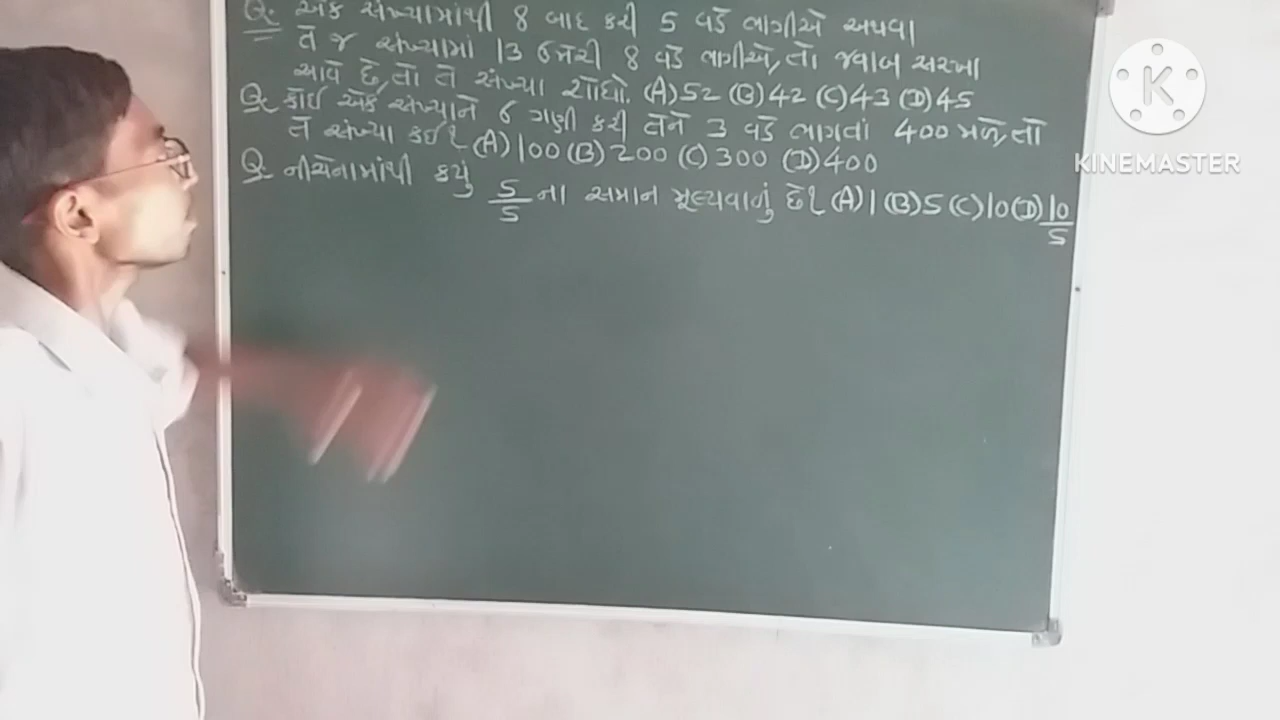 Q. એક સંખ્યામાંથી 8 બાદ કરી 5 વડે ભાગીએ અથવા
તે જ સંખ્યામાં 13 ઉમેરી 8 વડે ભાગીએ, તો જવાબ સરખા
આવે છે, તો તે સંખ્યા શોધો. (A) 52 (B) 42 (C) 43 (D) 45
Q. કોઈ એક સંખ્યાને 6 ગણી કરી તેને 3 વડે ભાગતાં 400 મળે, તો
તે સંખ્યા કઈ? (A) 100 (B) 200 (C) 300 (D) 400
Q. નીચેનામાંથી કયું 5/5 ના સમાન મૂલ્યવાનું છે? (A) 1 (B) 5 (C) 10 (D) 10/5
KINEMASTER